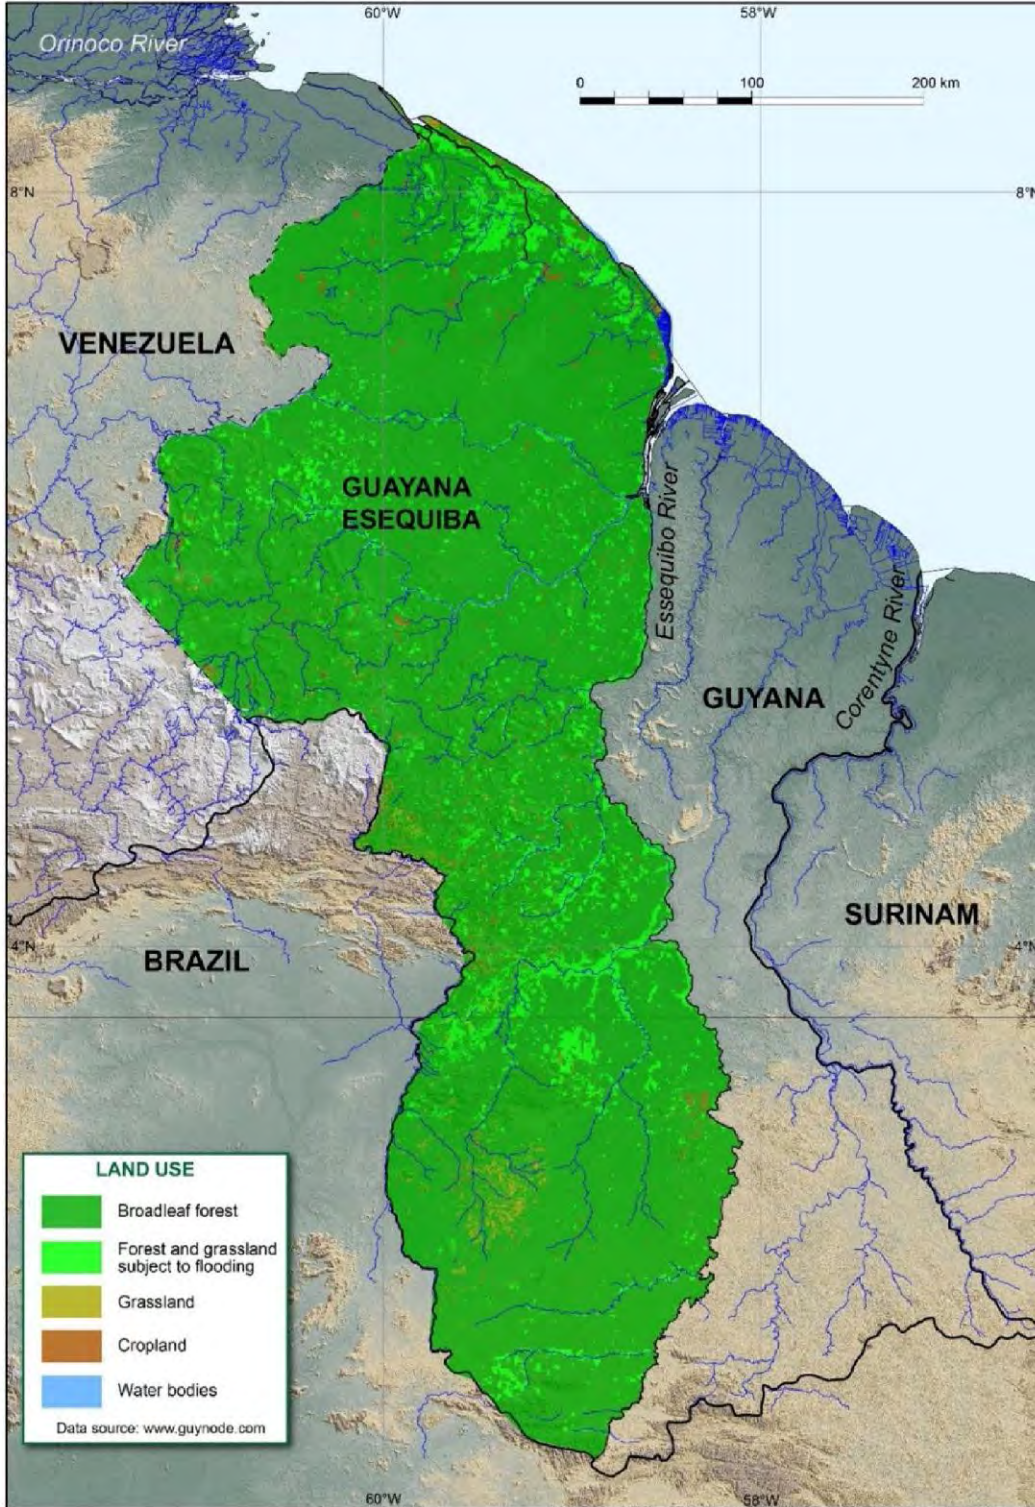 60°W
58°W
Orinoco River
0 100 200 km
8°N
8°N
VENEZUELA
GUAYANA
ESEQUIBA
Essequibo River
Corentyne River
GUYANA
SURINAM
4°N
4°N
BRAZIL
LAND USE
Broadleaf forest
Forest and grassland
subject to flooding
Grassland
Cropland
Water bodies
Data source: www.guynode.com
60°W
58°W